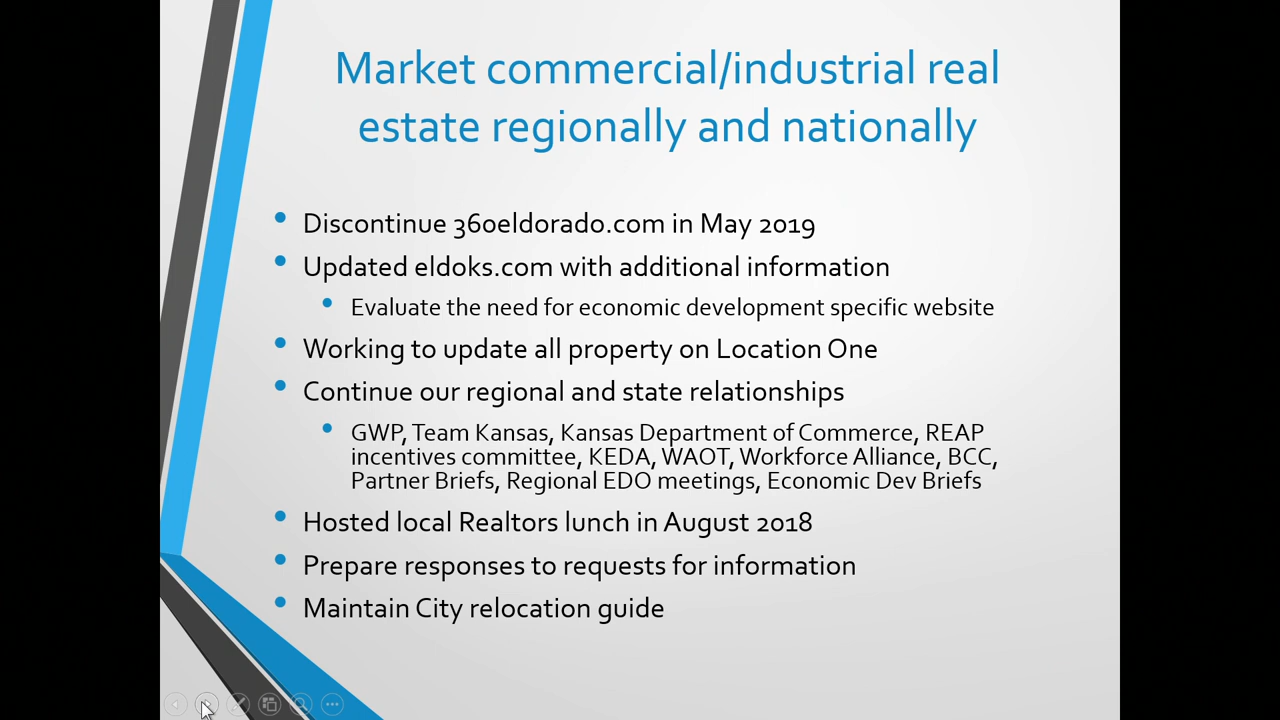 Market commercial/industrial real
estate regionally and nationally
• Discontinue 360eldorado.com in May 2019
• Updated eldoks.com with additional information
• Evaluate the need for economic development specific website
• Working to update all property on Location One
• Continue our regional and state relationships
• GWP, Team Kansas, Kansas Department of Commerce, REAP
incentives committee, KEDA, WAOT, Workforce Alliance, BCC,
Partner Briefs, Regional EDO meetings, Economic Dev Briefs
• Hosted local Realtors lunch in August 2018
• Prepare responses to requests for information
• Maintain City relocation guide